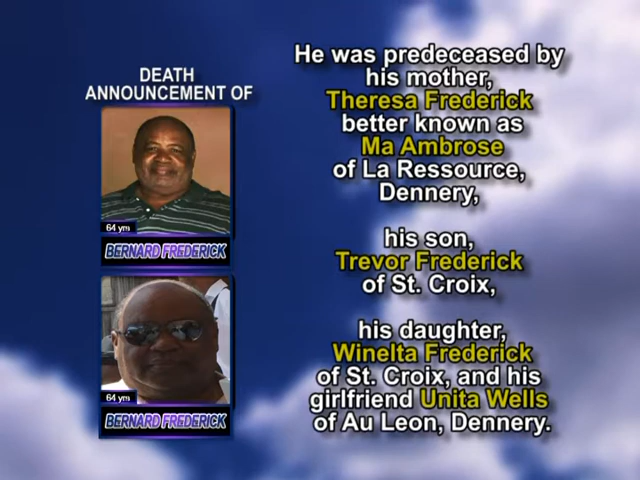 DEATH
ANNOUNCEMENT OF
64 yrs
BERNARD FREDERICK
64 yrs
BERNARD FREDERICK
He was predeceased by
his mother,
Theresa Frederick
better known as
Ma Ambrose
of La Ressource,
Dennery,
his son,
Trevor Frederick
of St. Croix,
his daughter,
Winelta Frederick
of St. Croix, and his
girlfriend Unita Wells
of Au Leon, Dennery.